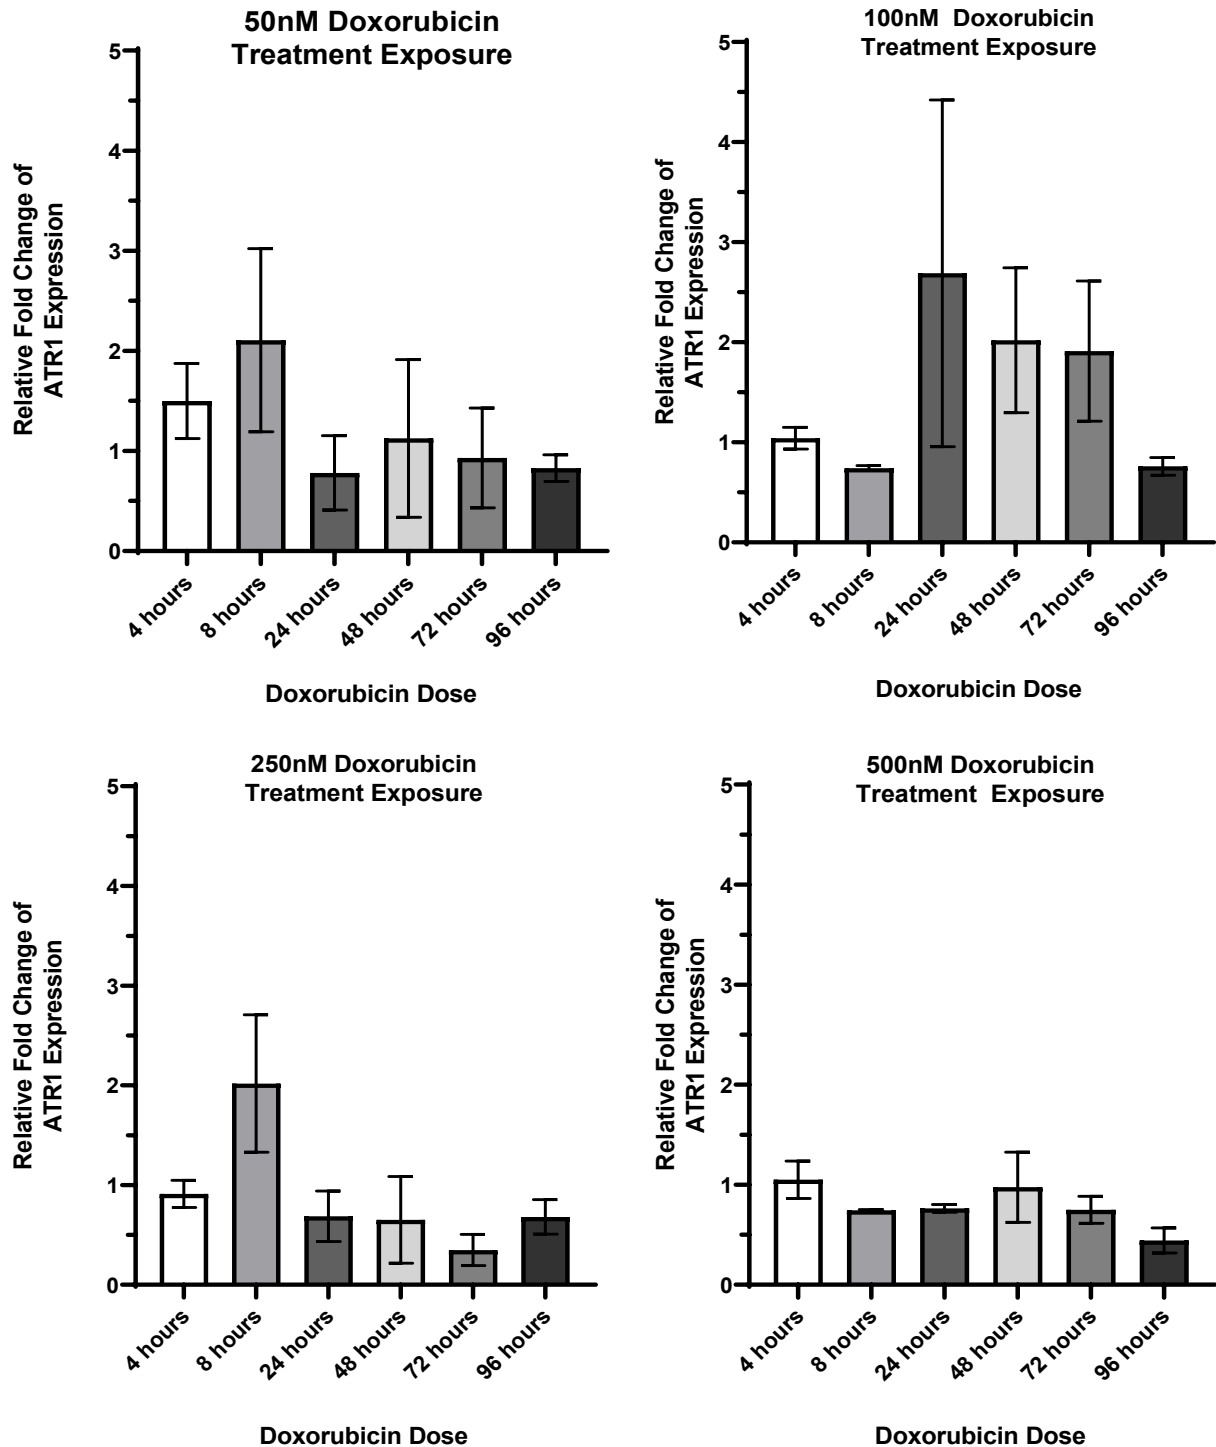 50nM Doxorubicin
Treatment Exposure
Relative Fold Change of
ATR1 Expression
5
4
3
2
1
0
4 hours
8 hours
24 hours
48 hours
72 hours
96 hours
Doxorubicin Dose
100nM  Doxorubicin
Treatment Exposure
Relative Fold Change of
ATR1 Expression
5
4
3
2
1
0
4 hours
8 hours
24 hours
48 hours
72 hours
96 hours
Doxorubicin Dose
250nM Doxorubicin
Treatment Exposure
Relative Fold Change of
ATR1 Expression
5
4
3
2
1
0
4 hours
8 hours
24 hours
48 hours
72 hours
96 hours
Doxorubicin Dose
500nM Doxorubicin
Treatment  Exposure
Relative Fold Change of
ATR1 Expression
5
4
3
2
1
0
4 hours
8 hours
24 hours
48 hours
72 hours
96 hours
Doxorubicin Dose